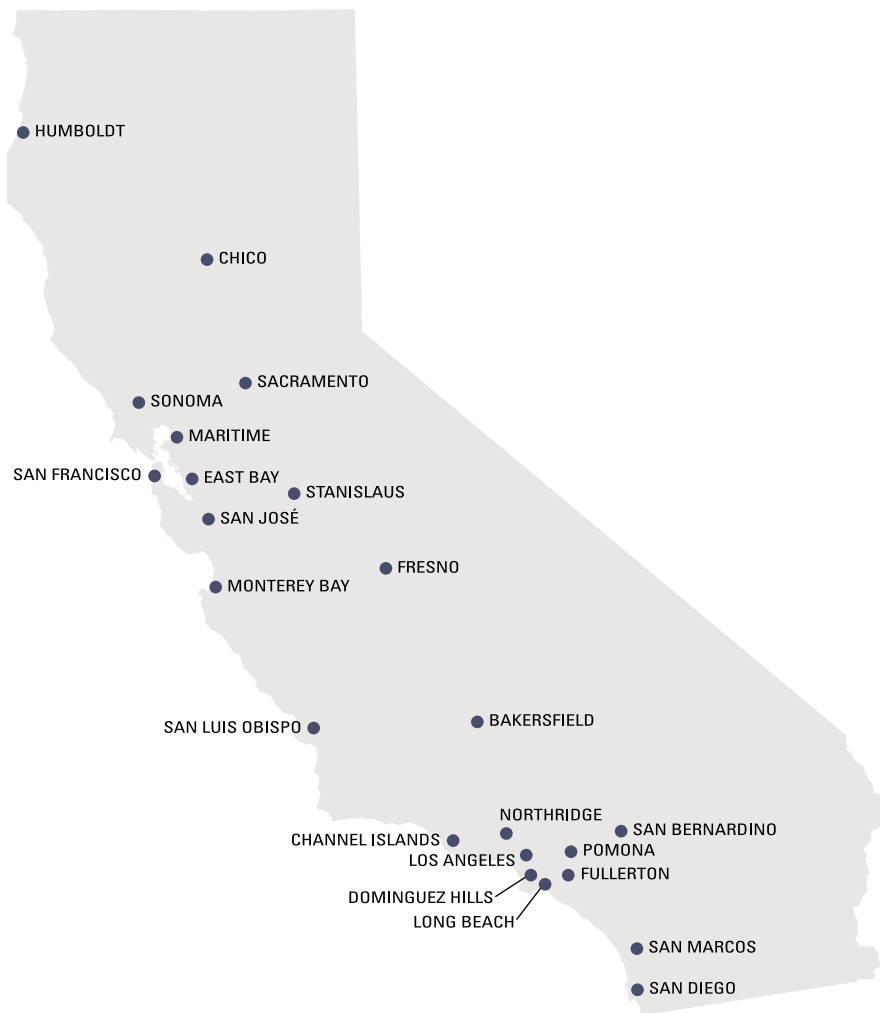 HUMBOLDT
CHICO
SACRAMENTO
SONOMA
MARITIME
SAN FRANCISCO
EAST BAY
STANISLAUS
SAN JOSÉ
FRESNO
MONTEREY BAY
BAKERSFIELD
SAN LUIS OBISPO
NORTHRIDGE
SAN BERNARDINO
CHANNEL ISLANDS
POMONA
LOS ANGELES
FULLERTON
DOMINGUEZ HILLS
LONG BEACH
SAN MARCOS
SAN DIEGO